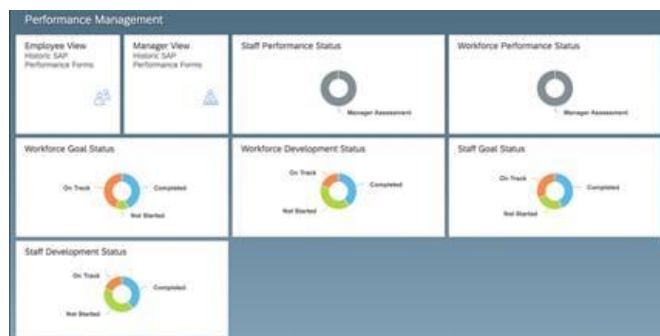 Performance Management
Employee View
Historic SAP
Performance Forms
Manager View
Historic SAP
Performance Forms
Staff Performance Status
Manager Assessment
Workforce Performance Status
Manager Assessment
Workforce Goal Status
On Track
Completed
Not Started
Workforce Development Status
On Track
Completed
Not Started
Staff Goal Status
On Track
Completed
Not Started
Staff Development Status
On Track
Completed
Not Started